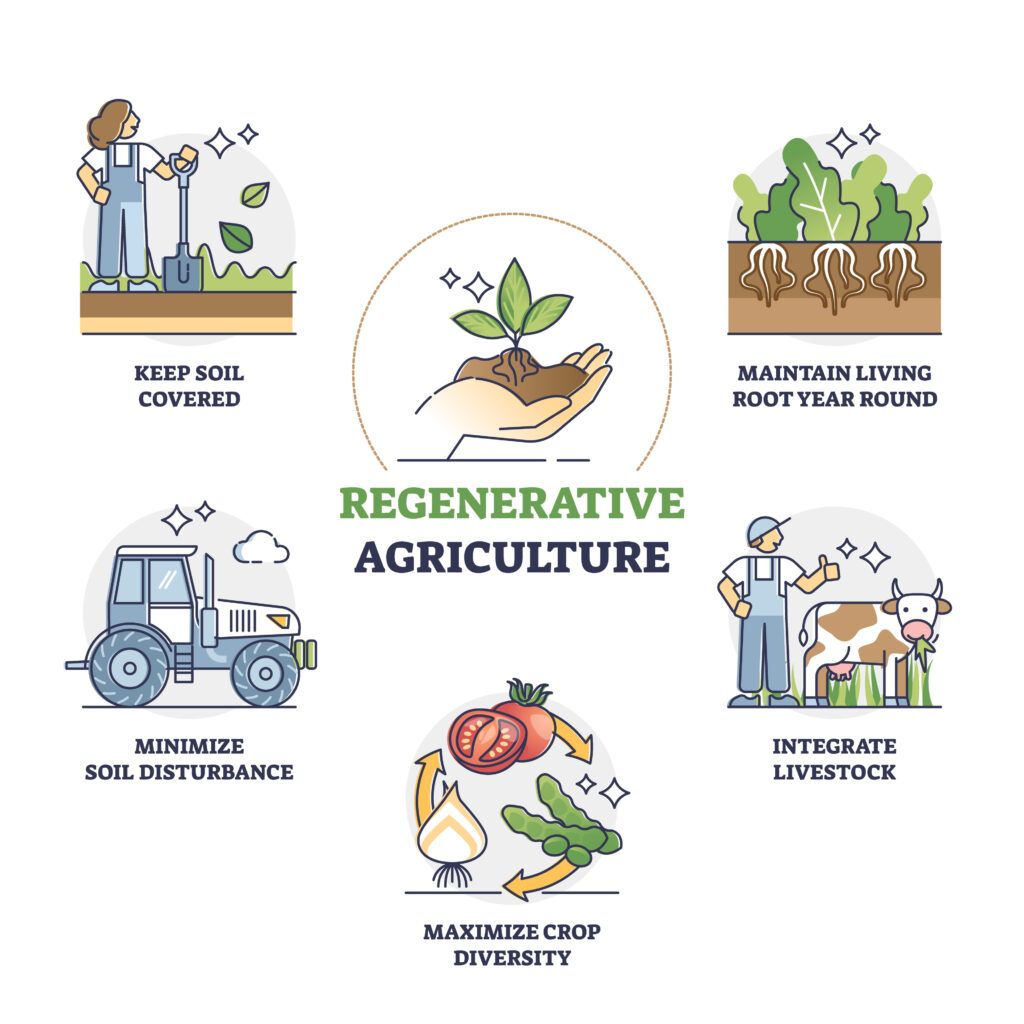 KEEP SOIL
COVERED
MAINTAIN LIVING
ROOT YEAR ROUND
REGENERATIVE
AGRICULTURE
MINIMIZE
SOIL DISTURBANCE
INTEGRATE
LIVESTOCK
MAXIMIZE CROP
DIVERSITY